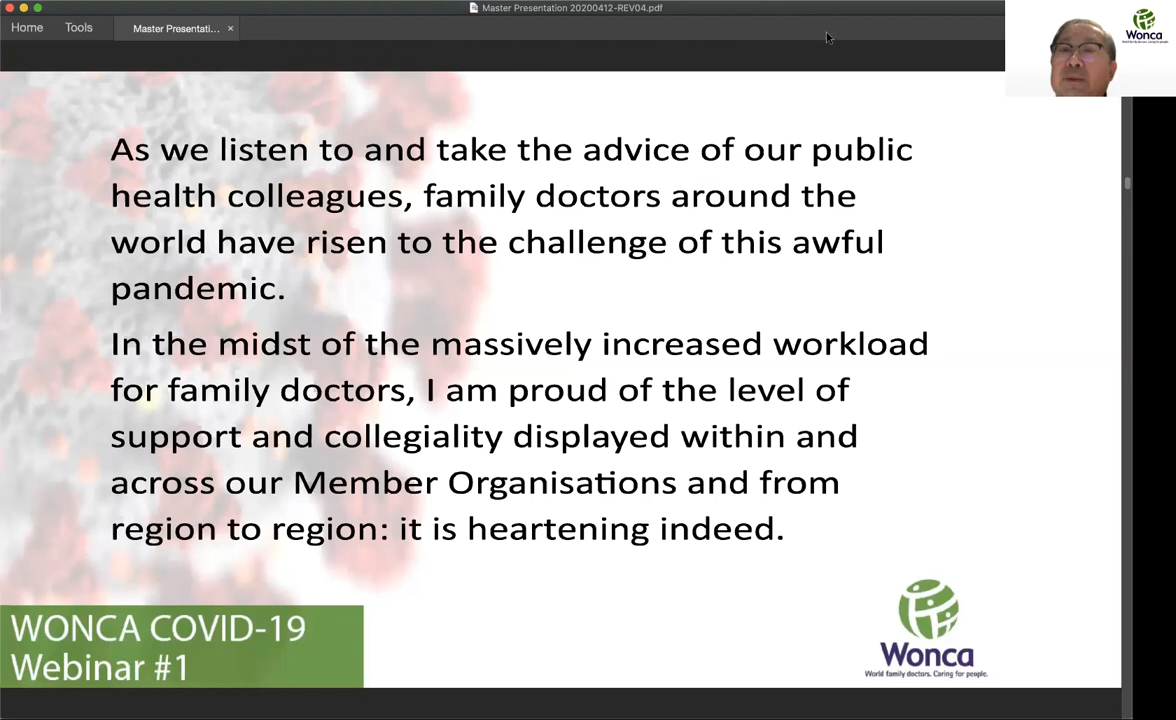 Master Presentation 20200412-REV04.pdf
Home
Tools
Master Presentati... ×
Wonca
As we listen to and take the advice of our public
health colleagues, family doctors around the
world have risen to the challenge of this awful
pandemic.
In the midst of the massively increased workload
for family doctors, I am proud of the level of
support and collegiality displayed within and
across our Member Organisations and from
region to region: it is heartening indeed.
WONCA COVID-19
Webinar #1
Wonca
World family doctors. Caring for people.